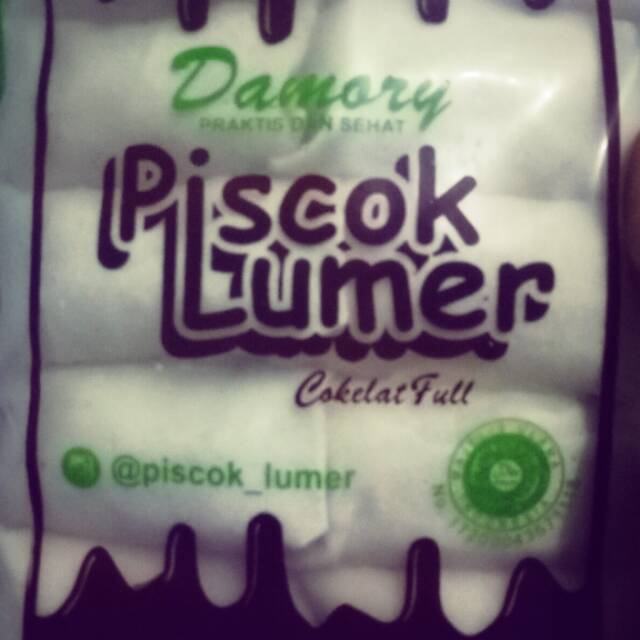 Damory
PRAKTIS DAN SEHAT
Piscok
Lumer
Cokelat Full
@piscok_lumer